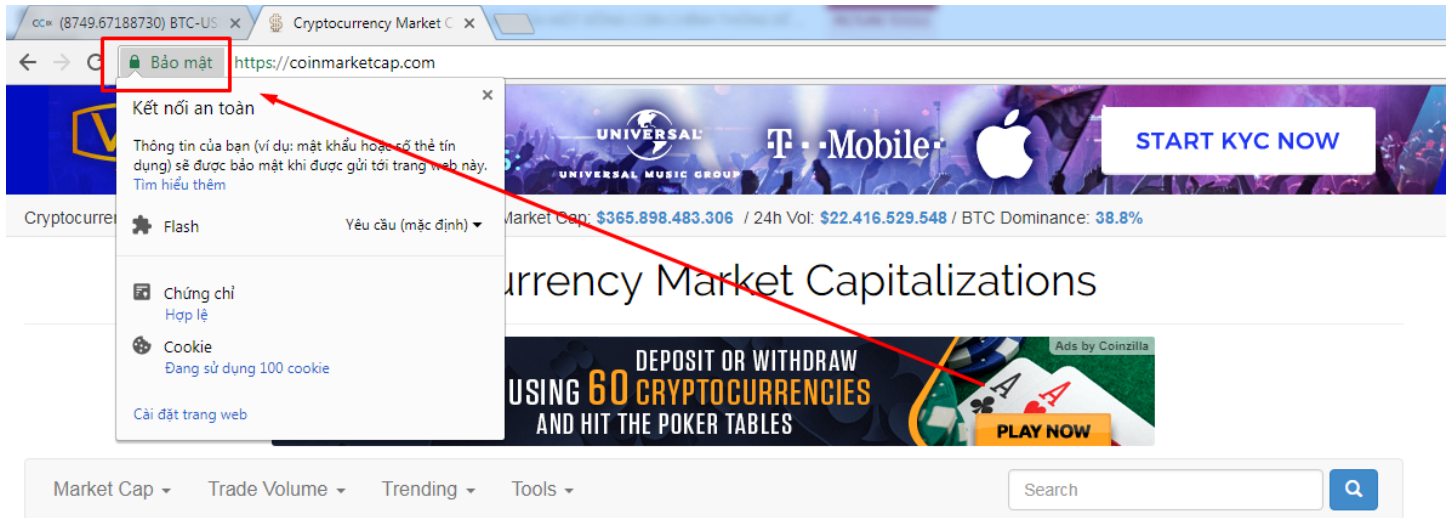 (8749.67188730) BTC-US
Cryptocurrency Market C
Bảo mật
https://coinmarketcap.com
Kết nối an toàn
Thông tin của bạn (ví dụ: mật khẩu hoặc số thẻ tín
dụng) sẽ được bảo mật khi được gửi tới trang web này.
Tìm hiểu thêm
Flash
Yêu cầu (mặc định)
Chứng chỉ
Hợp lệ
Cookie
Đang sử dụng 100 cookie
Cài đặt trang web
UNIVERSAL
UNIVERSAL MUSIC GROUP
T··Mobile·
START KYC NOW
Cryptocurre
Market Cap: $365.898.483.306 / 24h Vol: $22.416.529.548 / BTC Dominance: 38.8%
urrency Market Capitalizations
DEPOSIT OR WITHDRAW
USING 60 CRYPTOCURRENCIES
AND HIT THE POKER TABLES
Ads by Coinzilla
A A
PLAY NOW
Market Cap
Trade Volume
Trending
Tools
Search